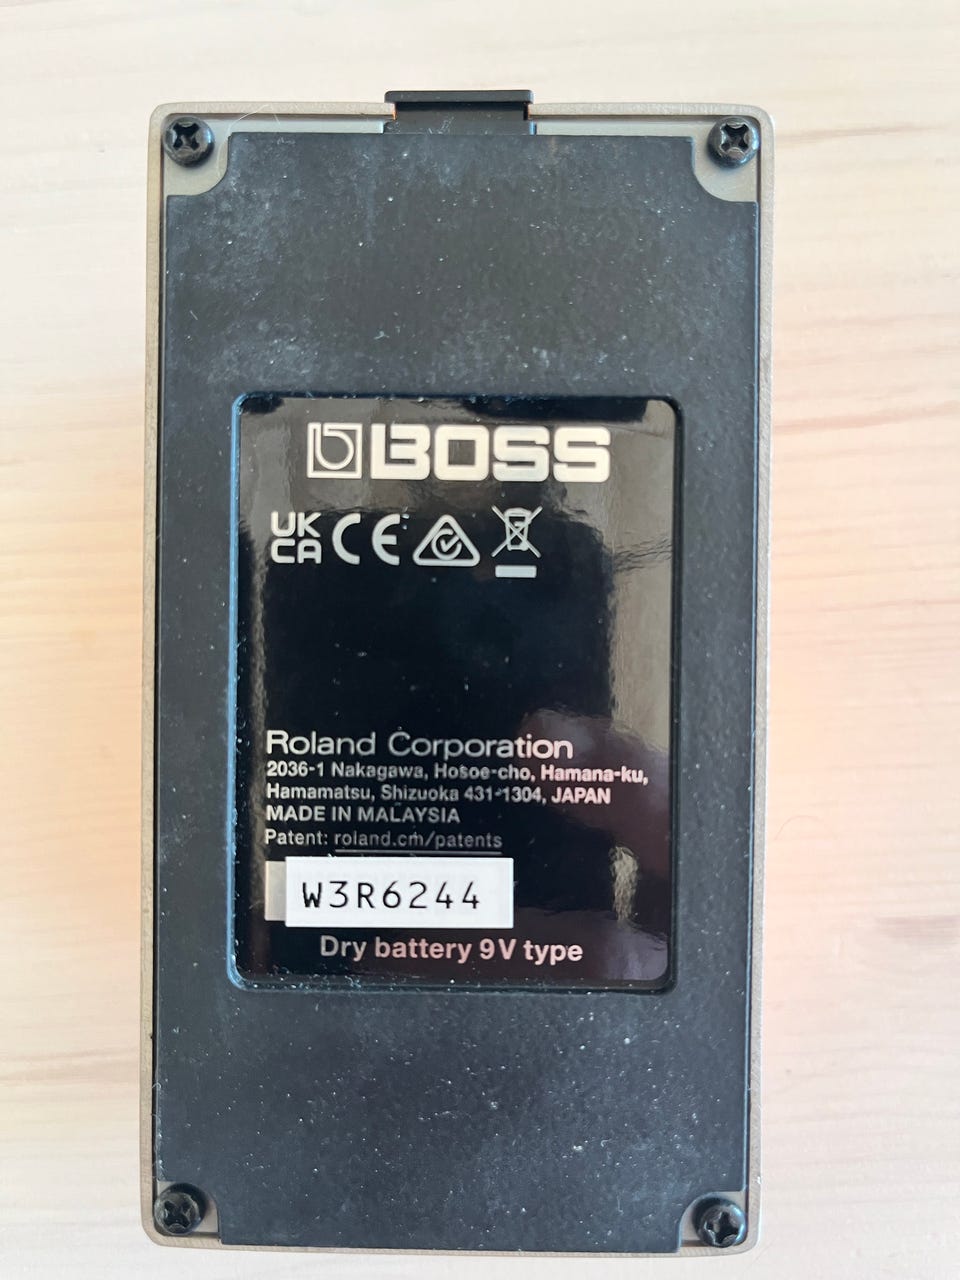 BOSS
UK
CA CE
Roland Corporation
2036-1 Nakagawa, Hosoe-cho, Hamana-ku,
Hamamatsu, Shizuoka 431-1304, JAPAN
MADE IN MALAYSIA
Patent: roland.cm/patents
W3R6244
Dry battery 9V type